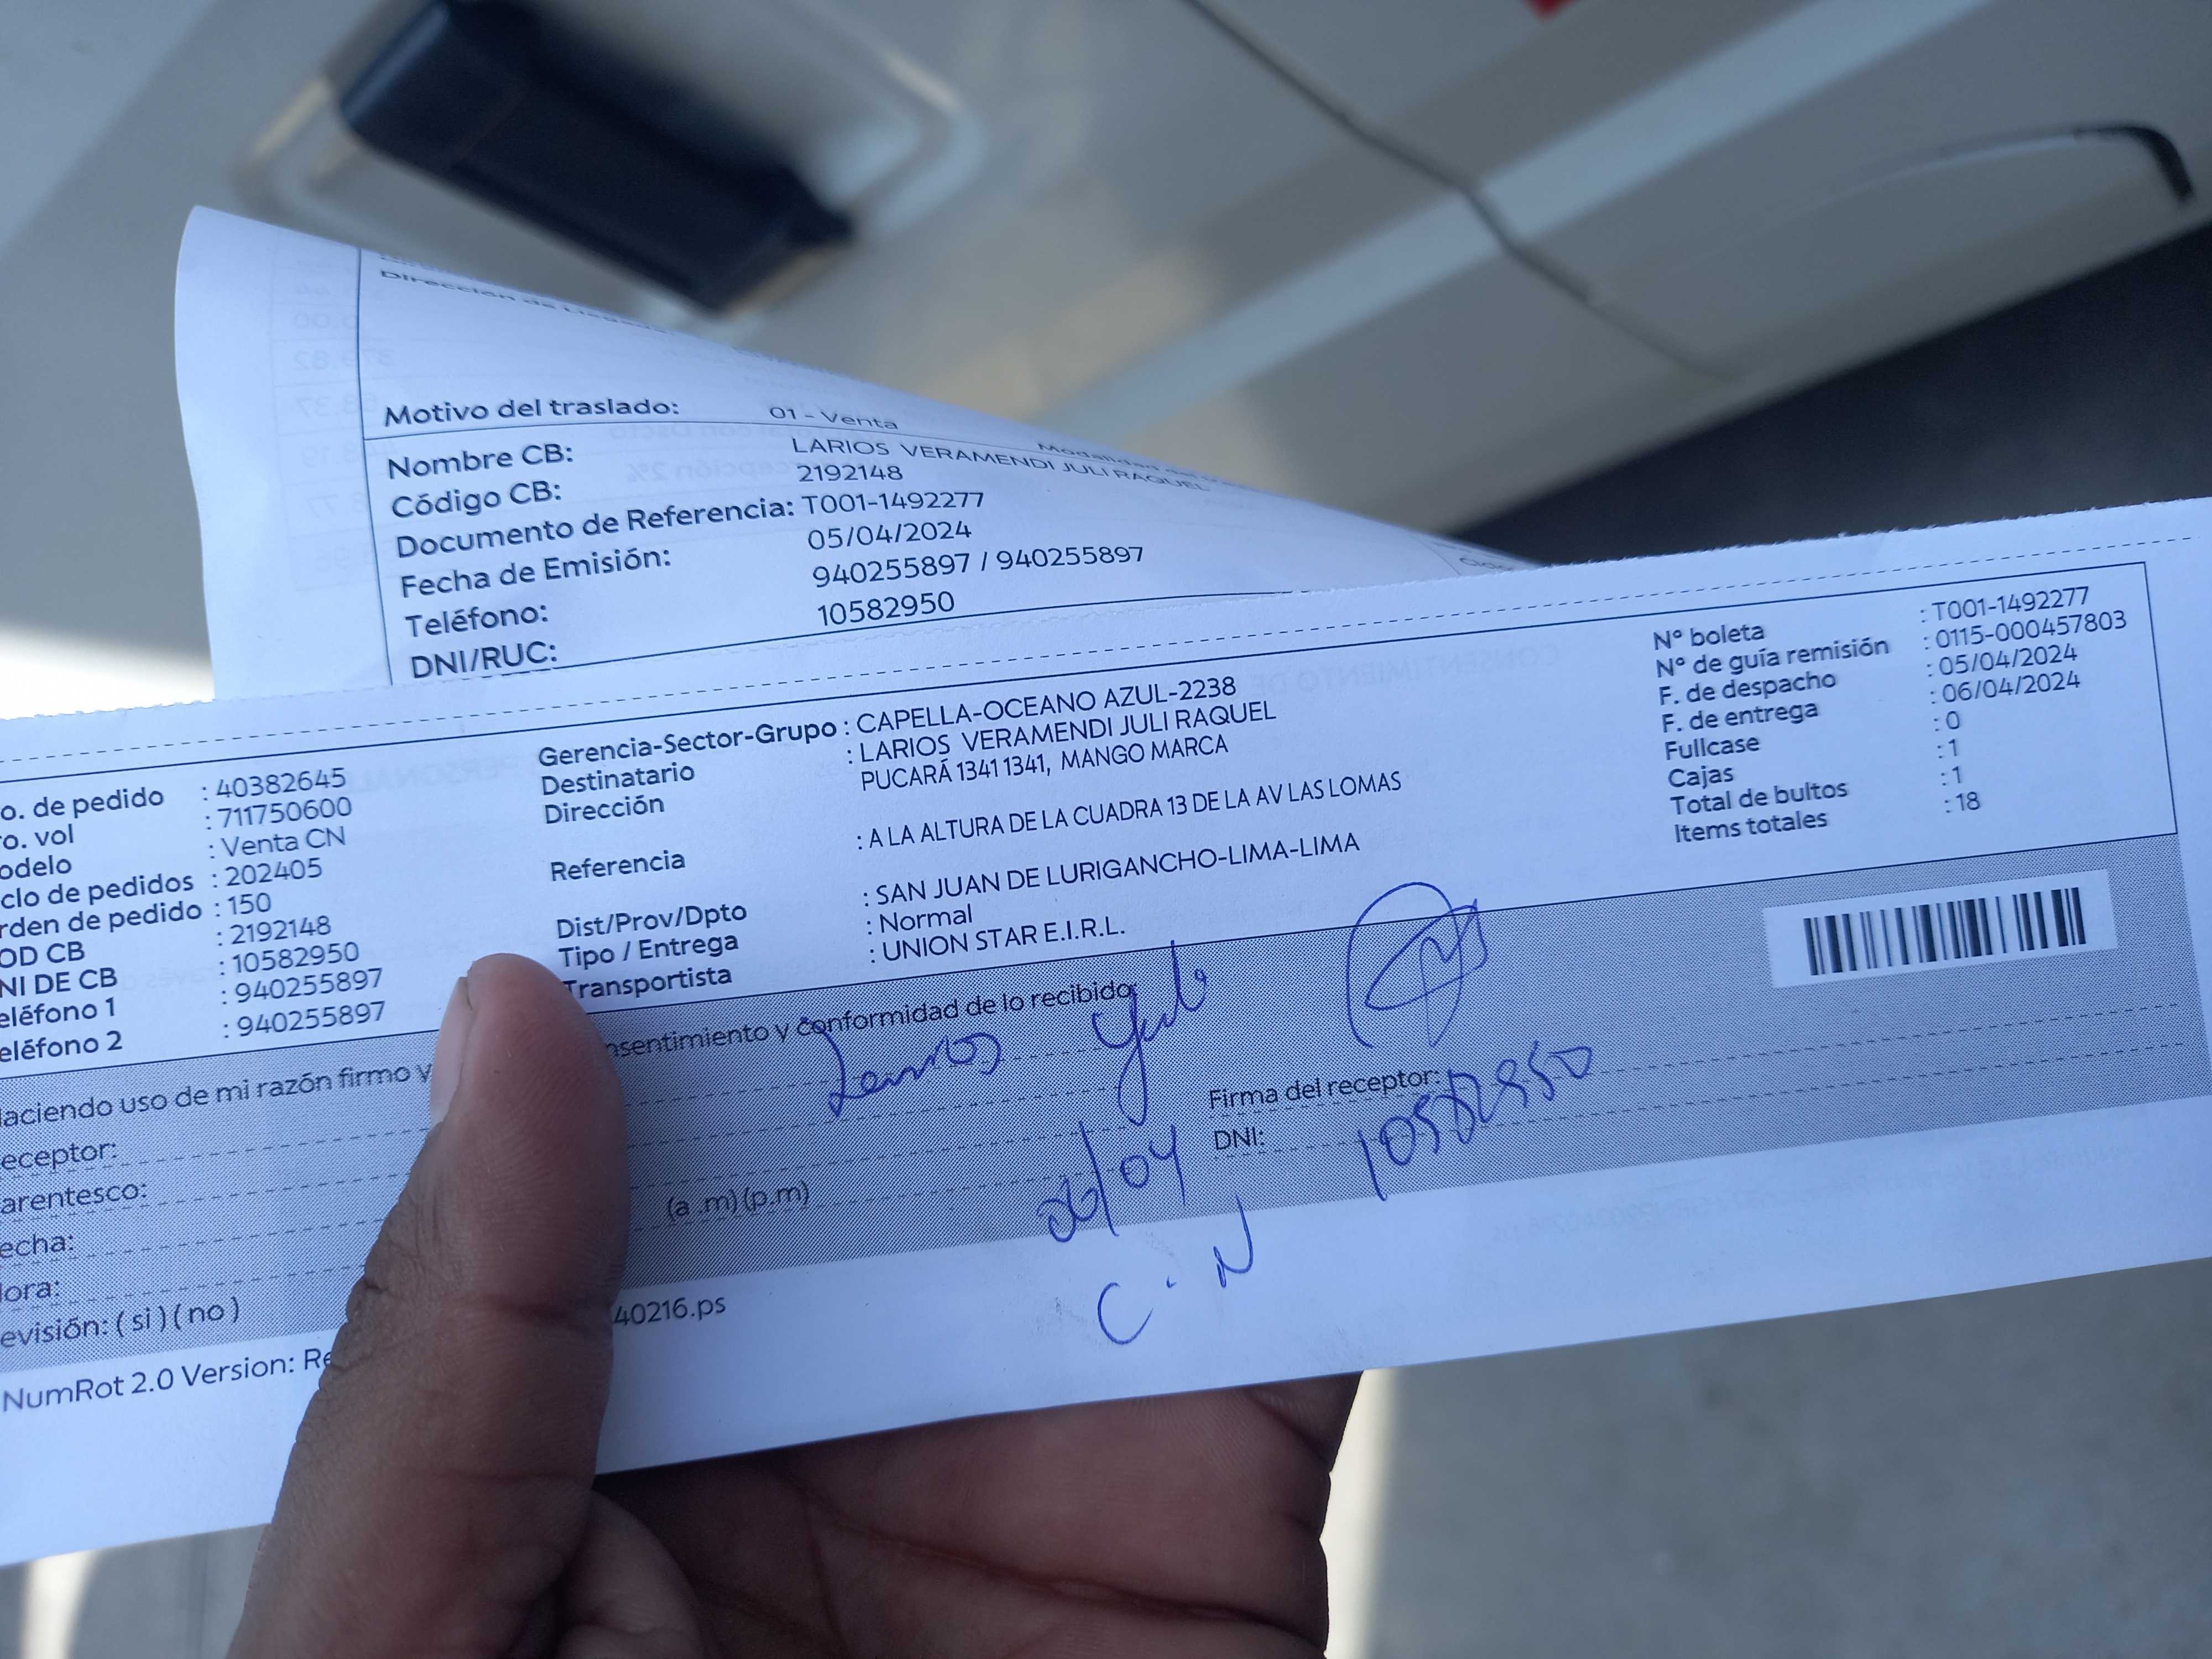 Motivo del traslado: 01 - Venta
Nombre CB: LARIOS VERAMENDI JULI RAQUEL
Código CB: 2192148
Documento de Referencia: T001-1492277
Fecha de Emisión: 05/04/2024
Teléfono: 940255897 / 940255897
DNI/RUC: 10582950
o. de pedido : 40382645
o. vol : 711750600
odelo : Venta CN
clo de pedidos : 202405
rden de pedido : 150
OD CB : 2192148
NI DE CB : 10582950
eléfono 1 : 940255897
eléfono 2 : 940255897
Gerencia-Sector-Grupo : CAPELLA-OCEANO AZUL-2238
Destinatario : LARIOS VERAMENDI JULI RAQUEL
Dirección PUCARÁ 1341 1341, MANGO MARCA
Referencia : A LA ALTURA DE LA CUADRA 13 DE LA AV LAS LOMAS
Dist/Prov/Dpto : SAN JUAN DE LURIGANCHO-LIMA-LIMA
Tipo / Entrega : Normal
Transportista : UNION STAR E.I.R.L.
N° boleta : T001-1492277
N° de guía remisión : 0115-000457803
F. de despacho : 05/04/2024
F. de entrega : 06/04/2024
Fullcase : 0
Cajas : 1
Total de bultos : 1
Items totales : 18
aciendo uso de mi razón firmo y nsentimiento y conformidad de lo recibido
eceptor:
arentesco:
echa: 06/04
ora: (a .m) (p.m) C. N
evisión: ( si ) ( no )
Firma del receptor:
DNI: 10582950
NumRot 2.0 Version: Re 40216.ps